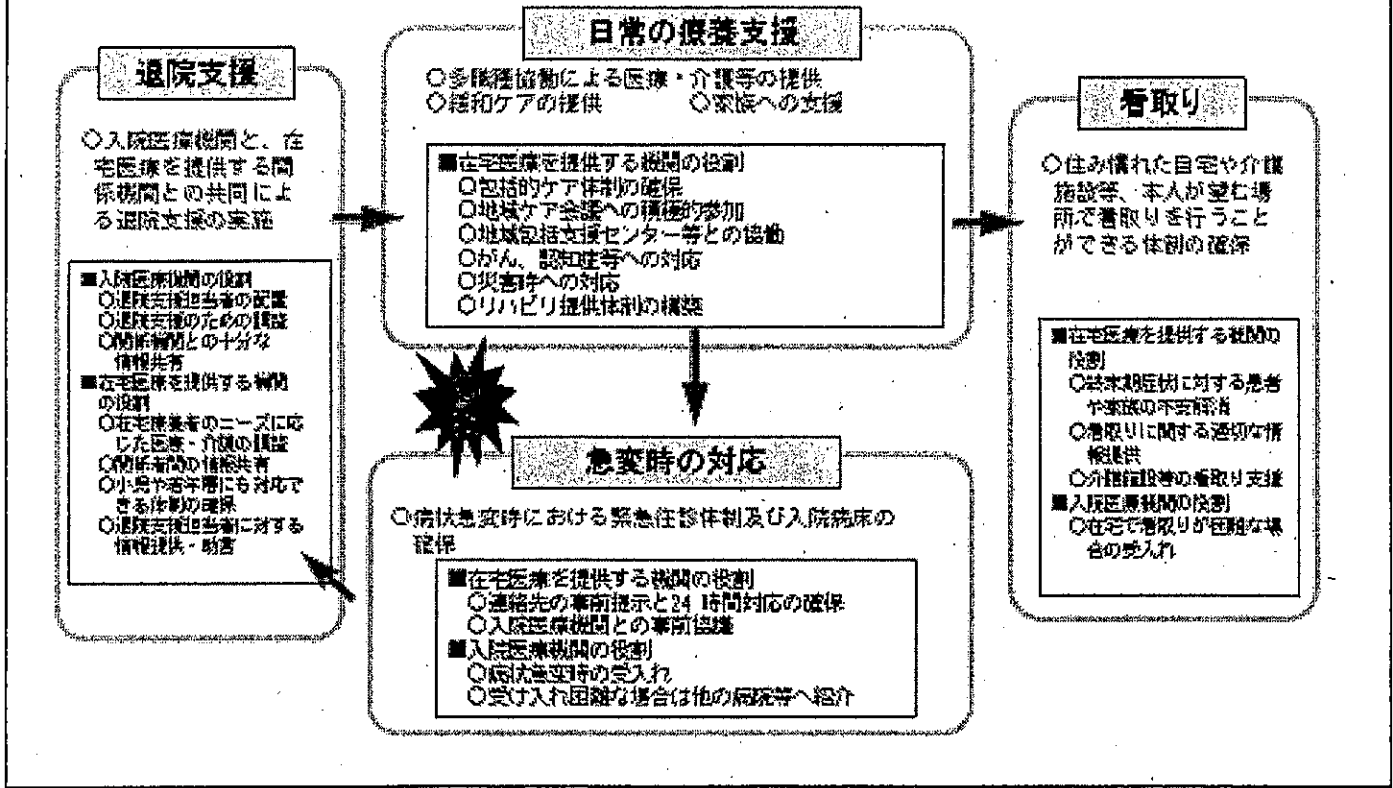 退院支援
○入院医療機関と、在
宅医療を提供する関
係機関との共同によ
る退院支援の実施
■入院医療機関の役割
○退院支援担当者の配置
○退院支援のための調整
○関係機関との十分な
情報共有
■在宅医療を提供する機関
の役割
○在宅療養者のニーズに応
じた医療・介護の調整
○関係者間の情報共有
○小児や若年層にも対応で
きる体制の確保
○退院支援担当者に対する
情報提供・助言
日常の療養支援
○多職種協働による医療・介護等の提供
○緩和ケアの提供　○家族への支援
■在宅医療を提供する機関の役割
○包括的ケア体制の確保
○地域ケア会議への積極的参加
○地域包括支援センター等との協働
○がん、認知症等への対応
○災害時への対応
○リハビリ提供体制の構築
急変時の対応
○病状急変時における緊急往診体制及び入院病床の
確保
■在宅医療を提供する機関の役割
○連絡先の事前提示と24 時間対応の確保
○入院医療機関との事前協議
■入院医療機関の役割
○病状急変時の受入れ
○受け入れ困難な場合は他の病院等へ紹介
看取り
○住み慣れた自宅や介護
施設等、本人が望む場
所で看取りを行うこと
ができる体制の確保
■在宅医療を提供する機関の
役割
○終末期症状に対する患者
や家族の不安解消
○看取りに関する適切な情
報提供
○介護施設等の看取り支援
■入院医療機関の役割
○在宅で看取りが困難な場
合の受入れ